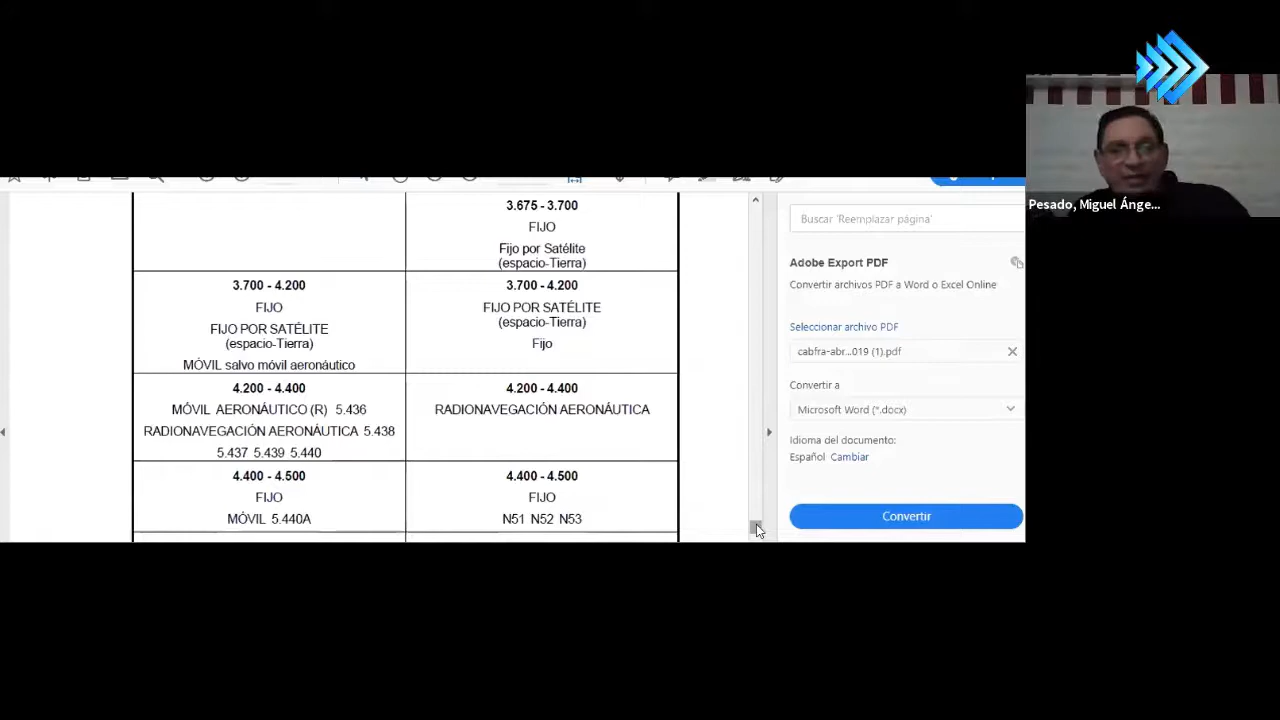 3.675 - 3.700
FIJO
Fijo por Satélite
(espacio-Tierra)
3.700 - 4.200
FIJO
FIJO POR SATÉLITE
(espacio-Tierra)
MÓVIL salvo móvil aeronáutico
3.700 - 4.200
FIJO POR SATÉLITE
(espacio-Tierra)
Fijo
4.200 - 4.400
MÓVIL AERONÁUTICO (R) 5.436
RADIONAVEGACIÓN AERONÁUTICA 5.438
5.437 5.439 5.440
4.200 - 4.400
RADIONAVEGACIÓN AERONÁUTICA
4.400 - 4.500
FIJO
MÓVIL 5.440A
4.400 - 4.500
FIJO
N51 N52 N53
Buscar 'Reemplazar página'
Adobe Export PDF
Convertir archivos PDF a Word o Excel Online
Seleccionar archivo PDF
cabfra-abr...019 (1).pdf
Convertir a
Microsoft Word (*.docx)
Idioma del documento:
Español Cambiar
Convertir
Pesado, Miguel Ánge...